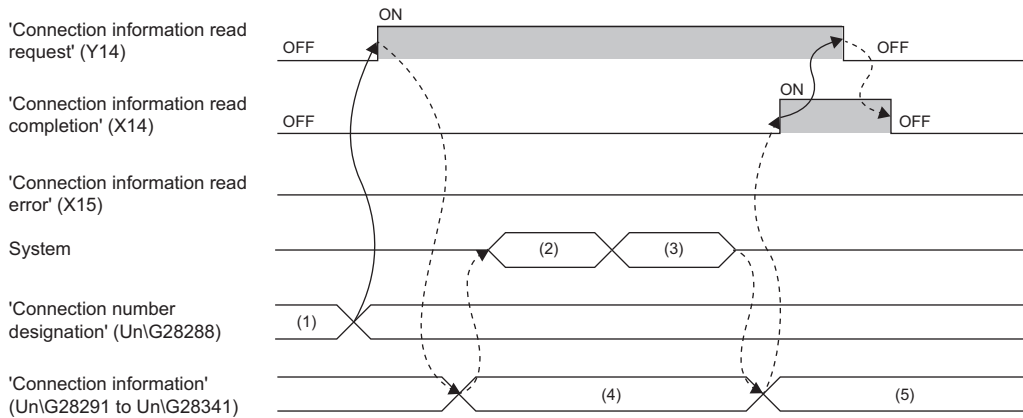 ON
'Connection information read
request' (Y14)
OFF
OFF
ON
'Connection information read
completion' (X14)
OFF
OFF
'Connection information read
error' (X15)
System
(2)
(3)
'Connection number
designation' (Un\G28288)
(1)
'Connection information'
(Un\G28291 to Un\G28341)
(4)
(5)